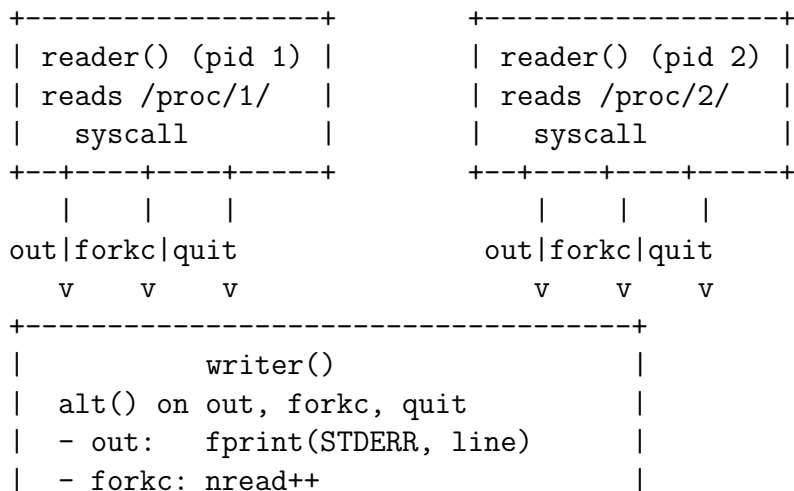 +------------------+        +------------------+
| reader() (pid 1) |        | reader() (pid 2) |
| reads /proc/1/   |        | reads /proc/2/   |
|   syscall        |        |   syscall        |
+--+----+----+-----+        +--+----+----+-----+
   |    |    |                  |    |    |
out|forkc|quit               out|forkc|quit
   v    v    v                  v    v    v
+-------------------------------------+
|           writer()                  |
|  alt() on out, forkc, quit          |
|  - out:   fprint(STDERR, line)      |
|  - forkc: nread++                   |